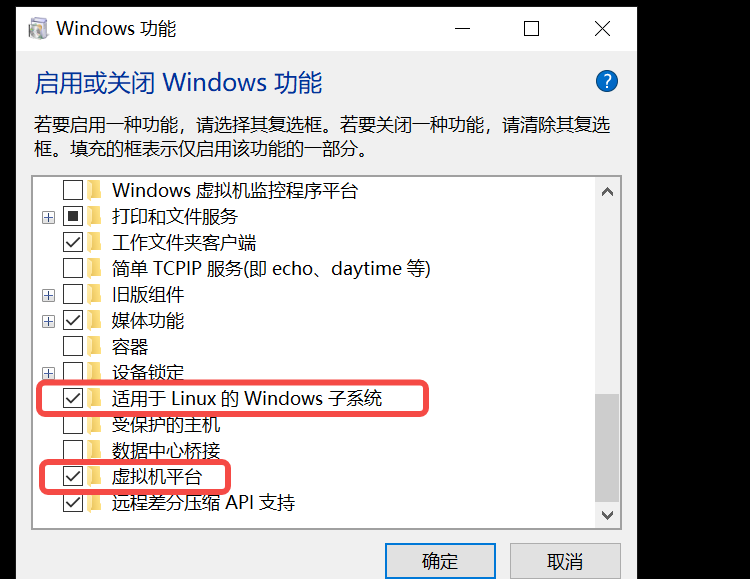 Windows 功能
启用或关闭 Windows 功能
?
若要启用一种功能，请选择其复选框。若要关闭一种功能，请清除其复选
框。填充的框表示仅启用该功能的一部分。
Windows 虚拟机监控程序平台
打印和文件服务
工作文件夹客户端
简单 TCPIP 服务(即 echo、daytime 等)
旧版组件
媒体功能
容器
设备锁定
适用于 Linux 的 Windows 子系统
受保护的主机
数据中心桥接
虚拟机平台
远程差分压缩 API 支持
确定
取消